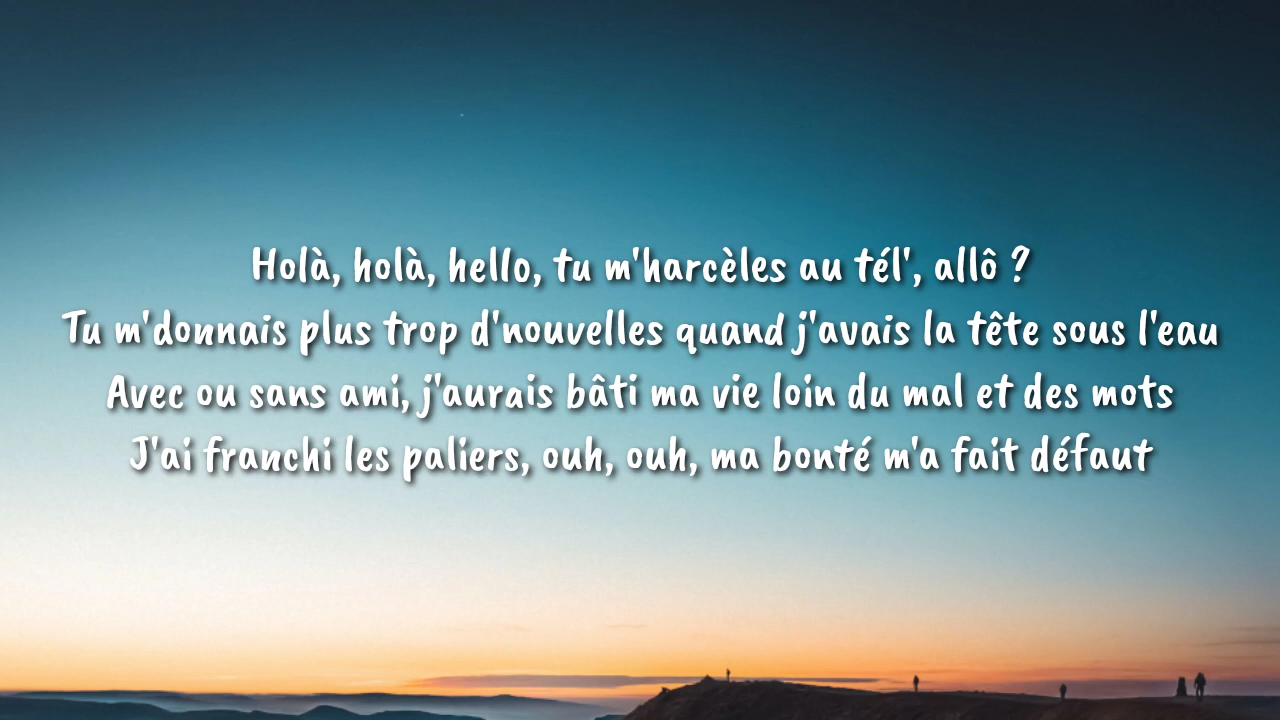 Holà, holà, hello, tu m'harcèles au tél', allô ?
Tu m'donnais plus trop d'nouvelles quand j'avais la tête sous l'eau
Avec ou sans ami, j'aurais bâti ma vie loin du mal et des mots
J'ai franchi les paliers, ouh, ouh, ma bonté m'a fait défaut